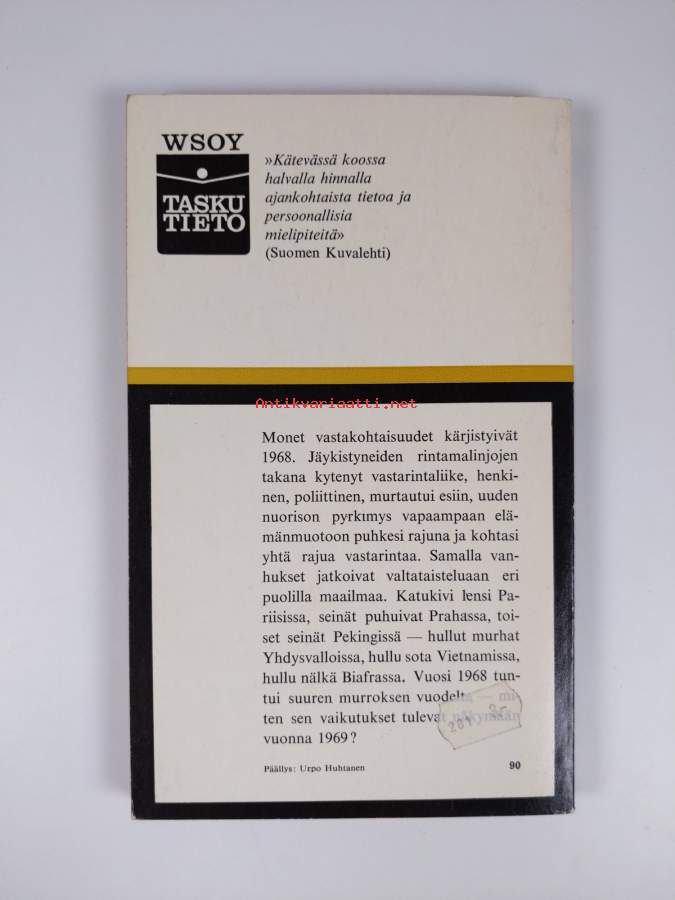 WSOY
TASKU
TIETO
»Kätevässä koossa
halvalla hinnalla
ajankohtaista tietoa ja
persoonallisia
mielipiteitä»
(Suomen Kuvalehti)
Antikvariaatti.net
Monet vastakohtaisuudet kärjistyivät
1968. Jäykistyneiden rintamalinjojen
takana kytenyt vastarintaliike, henki-
nen, poliittinen, murtautui esiin, uuden
nuorison pyrkimys vapaampaan elä-
mänmuotoon puhkesi rajuna ja kohtasi
yhtä rajua vastarintaa. Samalla van-
hukset jatkoivat valtataisteluaan eri
puolilla maailmaa. Katukivi lensi Pa-
riisissa, seinät puhuivat Prahassa, toi-
set seinät Pekingissä — hullut murhat
Yhdysvalloissa, hullu sota Vietnamissa,
hullu nälkä Biafrassa. Vuosi 1968 tun-
tui suuren murroksen vuodelta — mi-
ten sen vaikutukset tulevat näkymään
vuonna 1969?
Päällys: Urpo Huhtanen
90